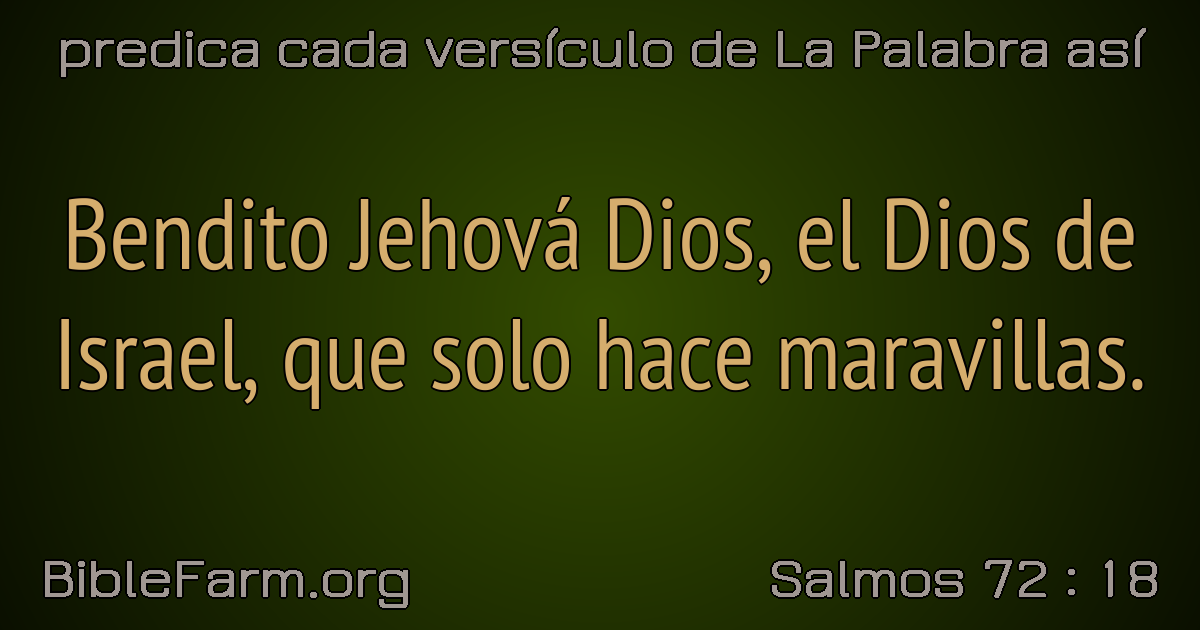 predica cada versículo de La Palabra así
Bendito Jehová Dios, el Dios de
Israel, que solo hace maravillas.
BibleFarm.org
Salmos 72 : 18